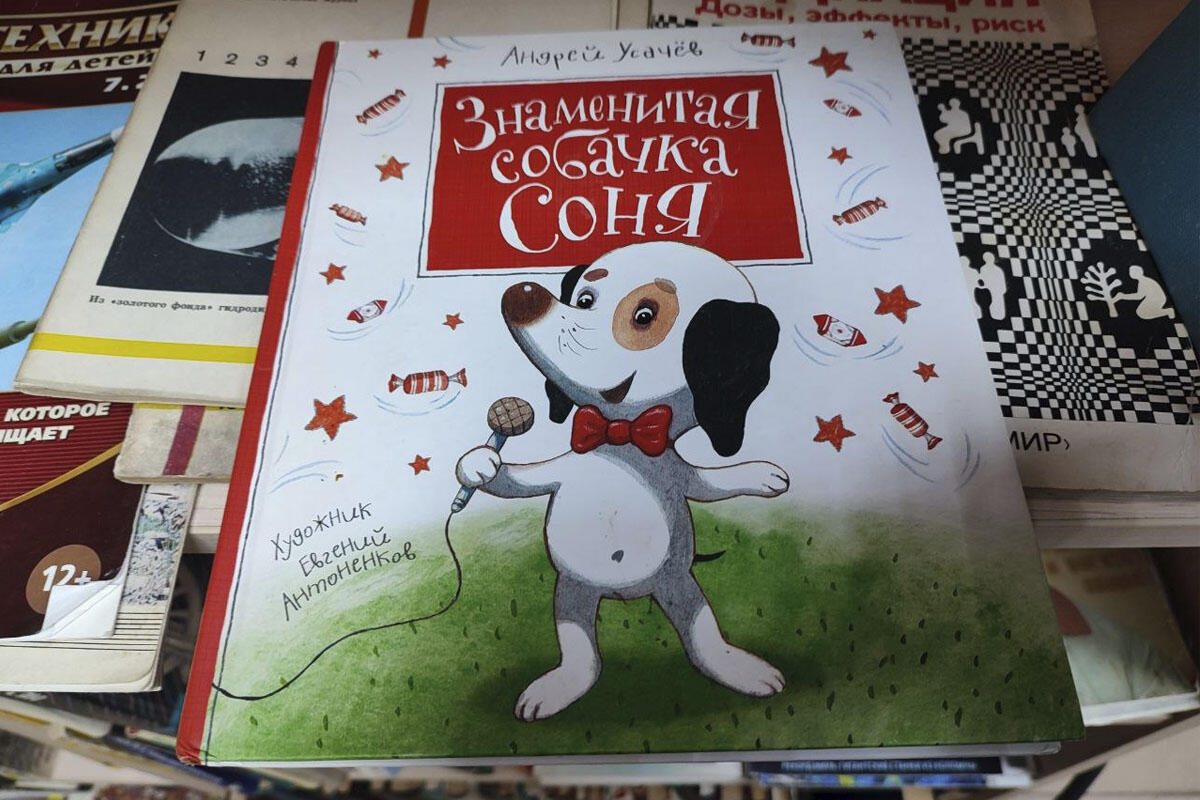 Андрей Усачёв
Знаменитая
собачка
Соня
Художник
Евгений
Антоненков
ТЕХНИК
для детей
1 2 3 4
Из «золотого фонда»
Дозы, эффекты, риск
КОТОРОЕ
12+
МИР